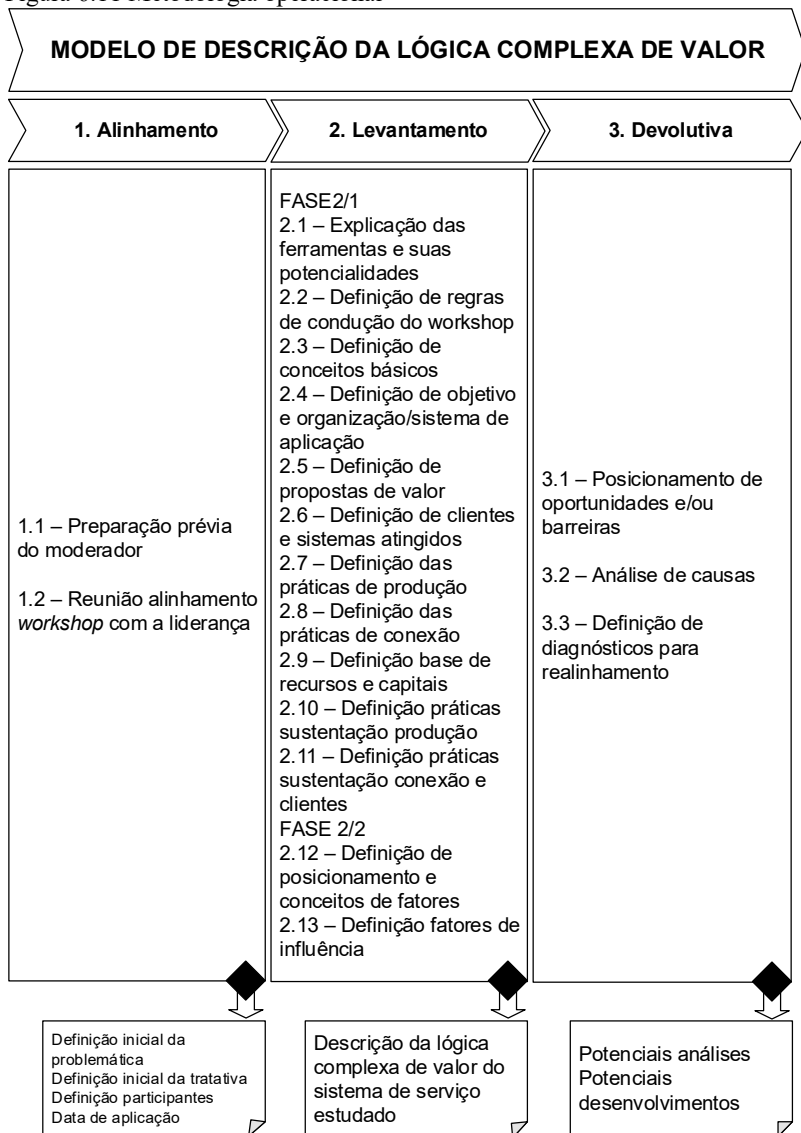 MODELO DE DESCRIÇÃO DA LÓGICA COMPLEXA DE VALOR
1. Alinhamento
2. Levantamento
3. Devolutiva
1.1 – Preparação prévia
do moderador
1.2 – Reunião alinhamento
workshop com a liderança
FASE2/1
2.1 – Explicação das
ferramentas e suas
potencialidades
2.2 – Definição de regras
de condução do workshop
2.3 – Definição de
conceitos básicos
2.4 – Definição de objetivo
e organização/sistema de
aplicação
2.5 – Definição de
propostas de valor
2.6 – Definição de clientes
e sistemas atingidos
2.7 – Definição das
práticas de produção
2.8 – Definição das
práticas de conexão
2.9 – Definição base de
recursos e capitais
2.10 – Definição práticas
sustentação produção
2.11 – Definição práticas
sustentação conexão e
clientes
FASE 2/2
2.12 – Definição de
posicionamento e
conceitos de fatores
2.13 – Definição fatores de
influência
3.1 – Posicionamento de
oportunidades e/ou
barreiras
3.2 – Análise de causas
3.3 – Definição de
diagnósticos para
realinhamento
Definição inicial da
problemática
Definição inicial da tratativa
Definição participantes
Data de aplicação
Descrição da lógica
complexa de valor do
sistema de serviço
estudado
Potenciais análises
Potenciais
desenvolvimentos